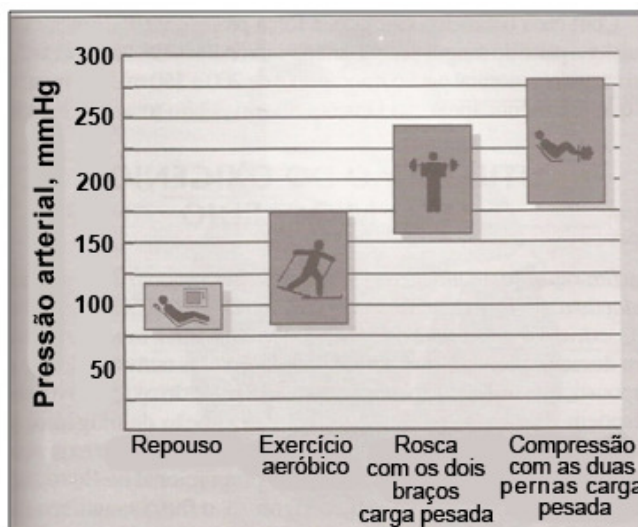 Pressão arterial, mmHg
300
250
200
150
100
50
Repouso
Exercício
aeróbico
Rosca
com os dois
braços
carga pesada
Compressão
com as duas
pernas carga
pesada